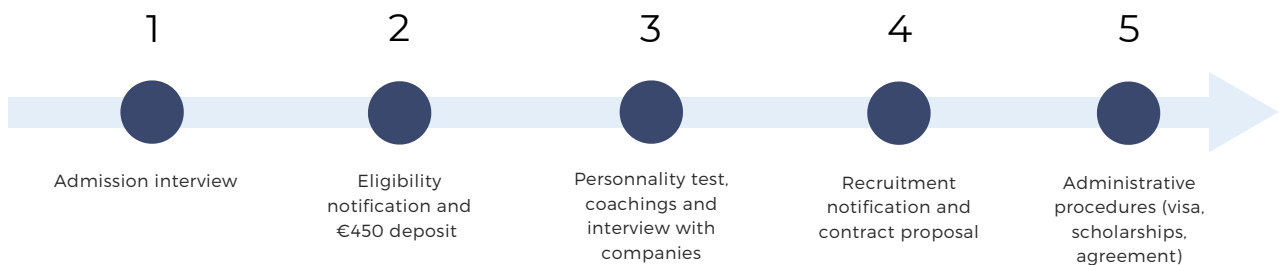 1
2
3
4
5
Admission interview
Eligibility
notification and
€450 deposit
Personnality test,
coachings and
interview with
companies
Recruitment
notification and
contract proposal
Administrative
procedures (visa,
scholarships,
agreement)